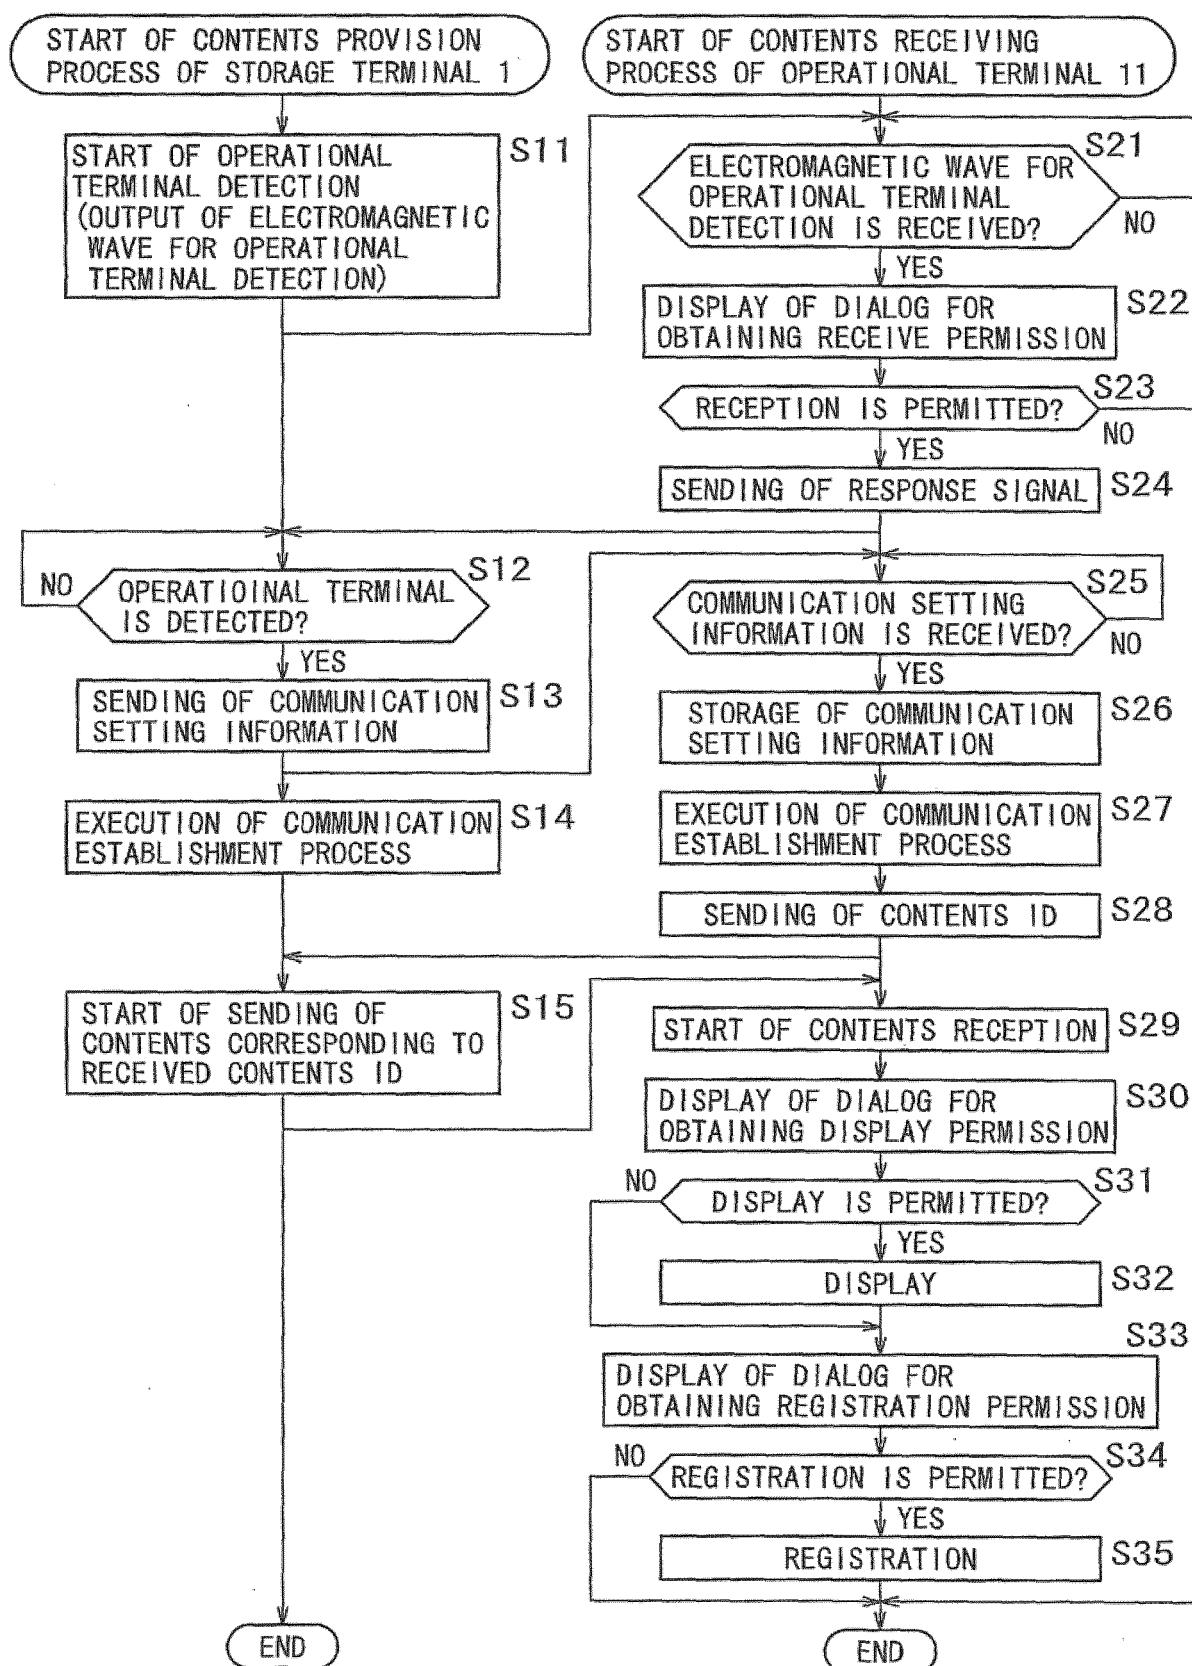 START OF CONTENTS PROVISION
PROCESS OF STORAGE TERMINAL 1
S11
START OF OPERATIONAL
TERMINAL DETECTION
(OUTPUT OF ELECTROMAGNETIC
WAVE FOR OPERATIONAL
TERMINAL DETECTION)
S12
NO
OPERATIOINAL TERMINAL
IS DETECTED?
YES
SENDING OF COMMUNICATION
SETTING INFORMATION
S13
EXECUTION OF COMMUNICATION
ESTABLISHMENT PROCESS
S14
START OF SENDING OF
CONTENTS CORRESPONDING TO
RECEIVED CONTENTS ID
S15
END
START OF CONTENTS RECEIVING
PROCESS OF OPERATIONAL TERMINAL 11
S21
ELECTROMAGNETIC WAVE FOR
OPERATIONAL TERMINAL
DETECTION IS RECEIVED?
NO
YES
S22
DISPLAY OF DIALOG FOR
OBTAINING RECEIVE PERMISSION
S23
RECEPTION IS PERMITTED?
NO
YES
SENDING OF RESPONSE SIGNAL
S24
S25
COMMUNICATION SETTING
INFORMATION IS RECEIVED?
NO
YES
STORAGE OF COMMUNICATION
SETTING INFORMATION
S26
EXECUTION OF COMMUNICATION
ESTABLISHMENT PROCESS
S27
SENDING OF CONTENTS ID
S28
START OF CONTENTS RECEPTION
S29
DISPLAY OF DIALOG FOR
OBTAINING DISPLAY PERMISSION
S30
NO
DISPLAY IS PERMITTED?
S31
YES
DISPLAY
S32
S33
DISPLAY OF DIALOG FOR
OBTAINING REGISTRATION PERMISSION
NO
REGISTRATION IS PERMITTED?
S34
YES
REGISTRATION
S35
END